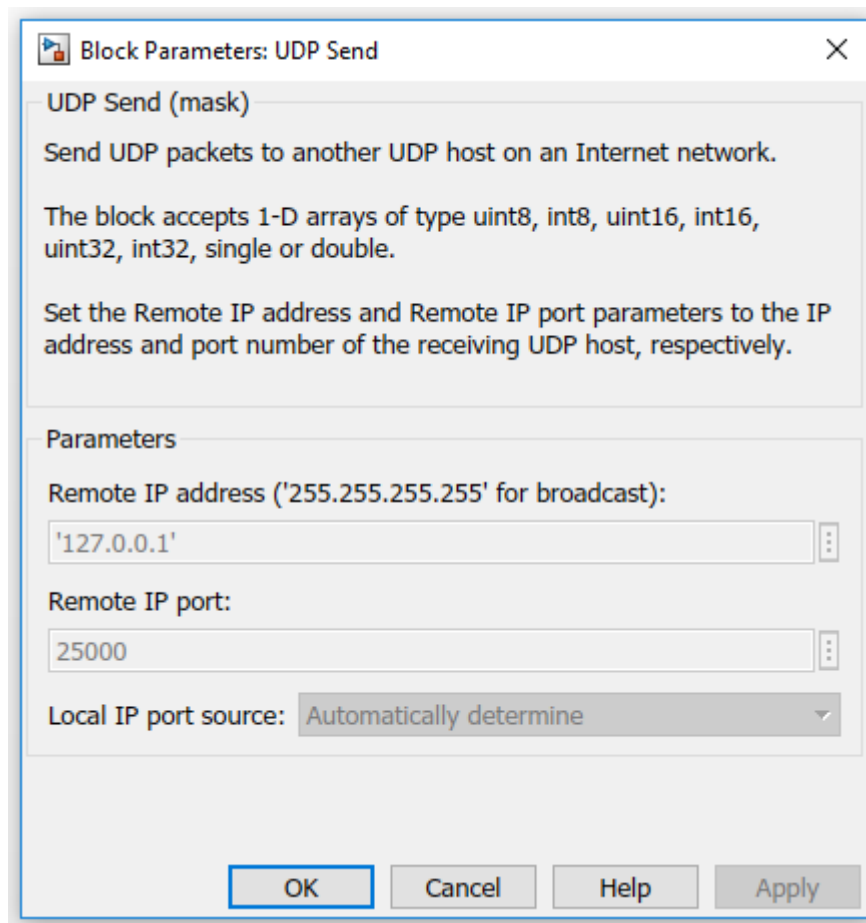 Block Parameters: UDP Send
UDP Send (mask)
Send UDP packets to another UDP host on an Internet network.
The block accepts 1-D arrays of type uint8, int8, uint16, int16,
uint32, int32, single or double.
Set the Remote IP address and Remote IP port parameters to the IP
address and port number of the receiving UDP host, respectively.
Parameters
Remote IP address ('255.255.255.255' for broadcast):
'127.0.0.1'
Remote IP port:
25000
Local IP port source: Automatically determine
OK Cancel Help Apply